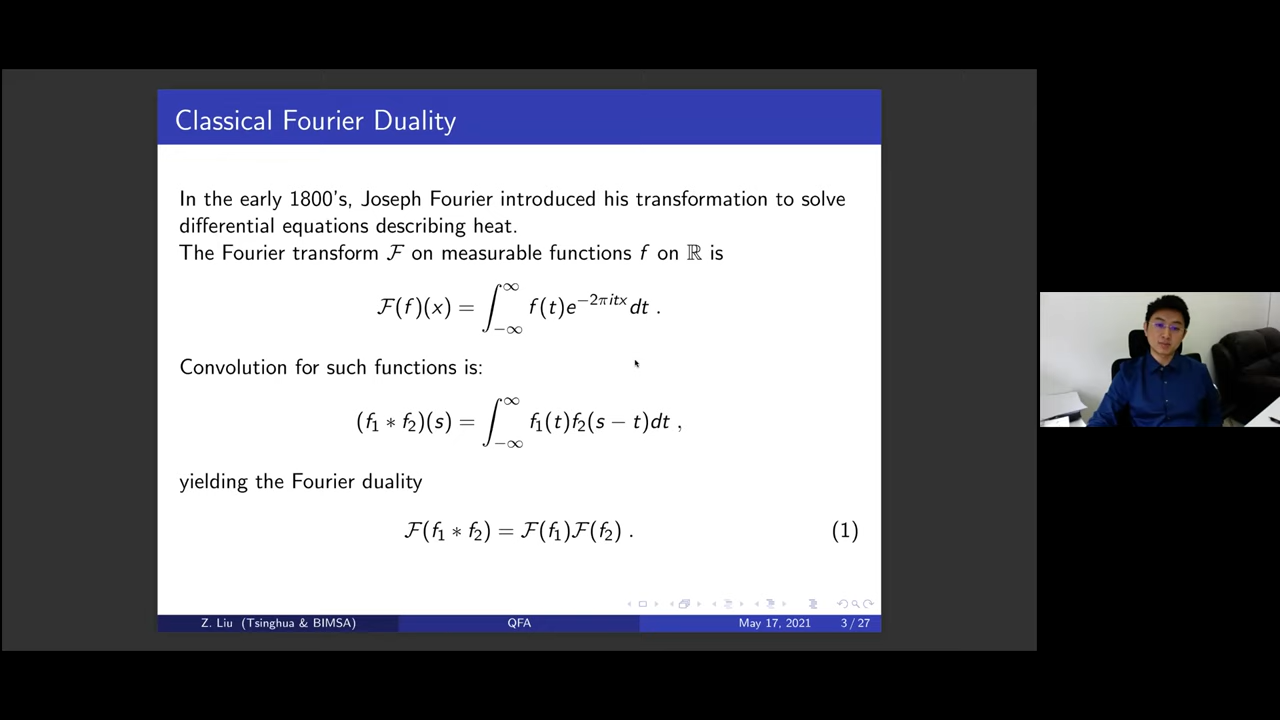 Classical Fourier Duality
In the early 1800's, Joseph Fourier introduced his transformation to solve
differential equations describing heat.
The Fourier transform ℱ on measurable functions f on ℝ is
ℱ(f)(x) = ∫_{−∞}^{∞} f(t)e^{−2πitx}dt .
Convolution for such functions is:
(f₁ ∗ f₂)(s) = ∫_{−∞}^{∞} f₁(t)f₂(s − t)dt ,
yielding the Fourier duality
ℱ(f₁ ∗ f₂) = ℱ(f₁)ℱ(f₂) . (1)
Z. Liu (Tsinghua & BIMSA) QFA May 17, 2021 3 / 27